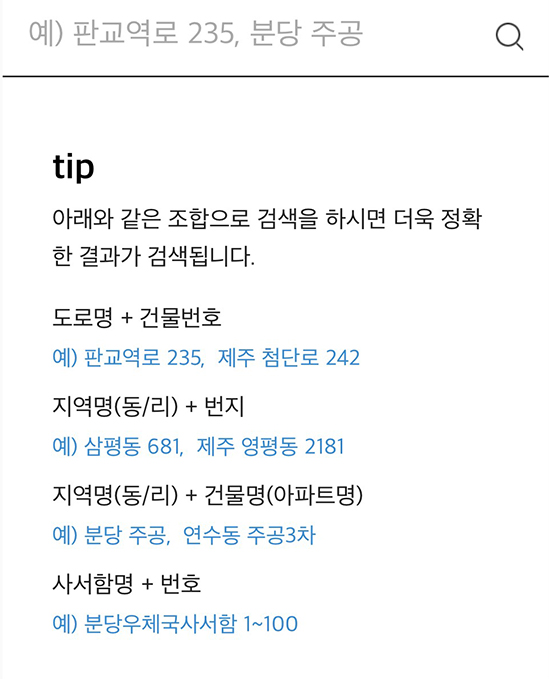 예) 판교역로 235, 분당 주공
tip
아래와 같은 조합으로 검색을 하시면 더욱 정확
한 결과가 검색됩니다.
도로명 + 건물번호
예) 판교역로 235,  제주 첨단로 242
지역명(동/리) + 번지
예) 삼평동 681,  제주 영평동 2181
지역명(동/리) + 건물명(아파트명)
예) 분당 주공,  연수동 주공3차
사서함명 + 번호
예) 분당우체국사서함 1~100